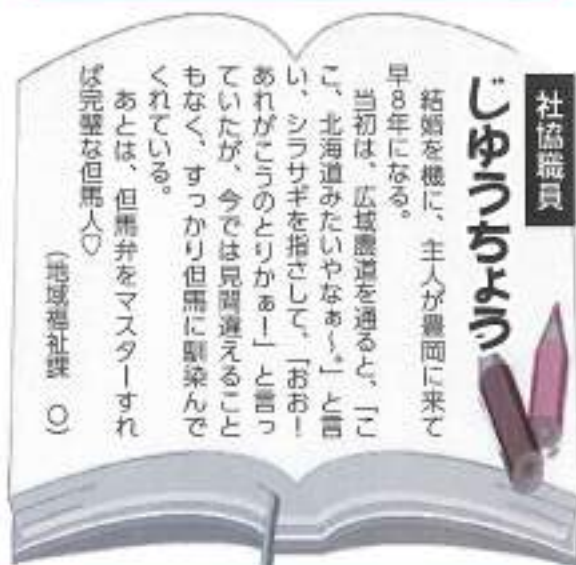 社協職員
じゆうちょう
結婚を機に、主人が豊岡に来て
早８年になる。
当初は、広域農道を通ると、「こ
こ、北海道みたいやなぁ～。」と言
い、シラサギを指さして、「おお！
あれがこうのとりかぁ！」と言っ
ていたが、今では見間違えること
もなく、すっかり但馬に馴染んで
くれている。
あとは、但馬弁をマスターすれ
ば完璧な但馬人♡
（地域福祉課　〇）